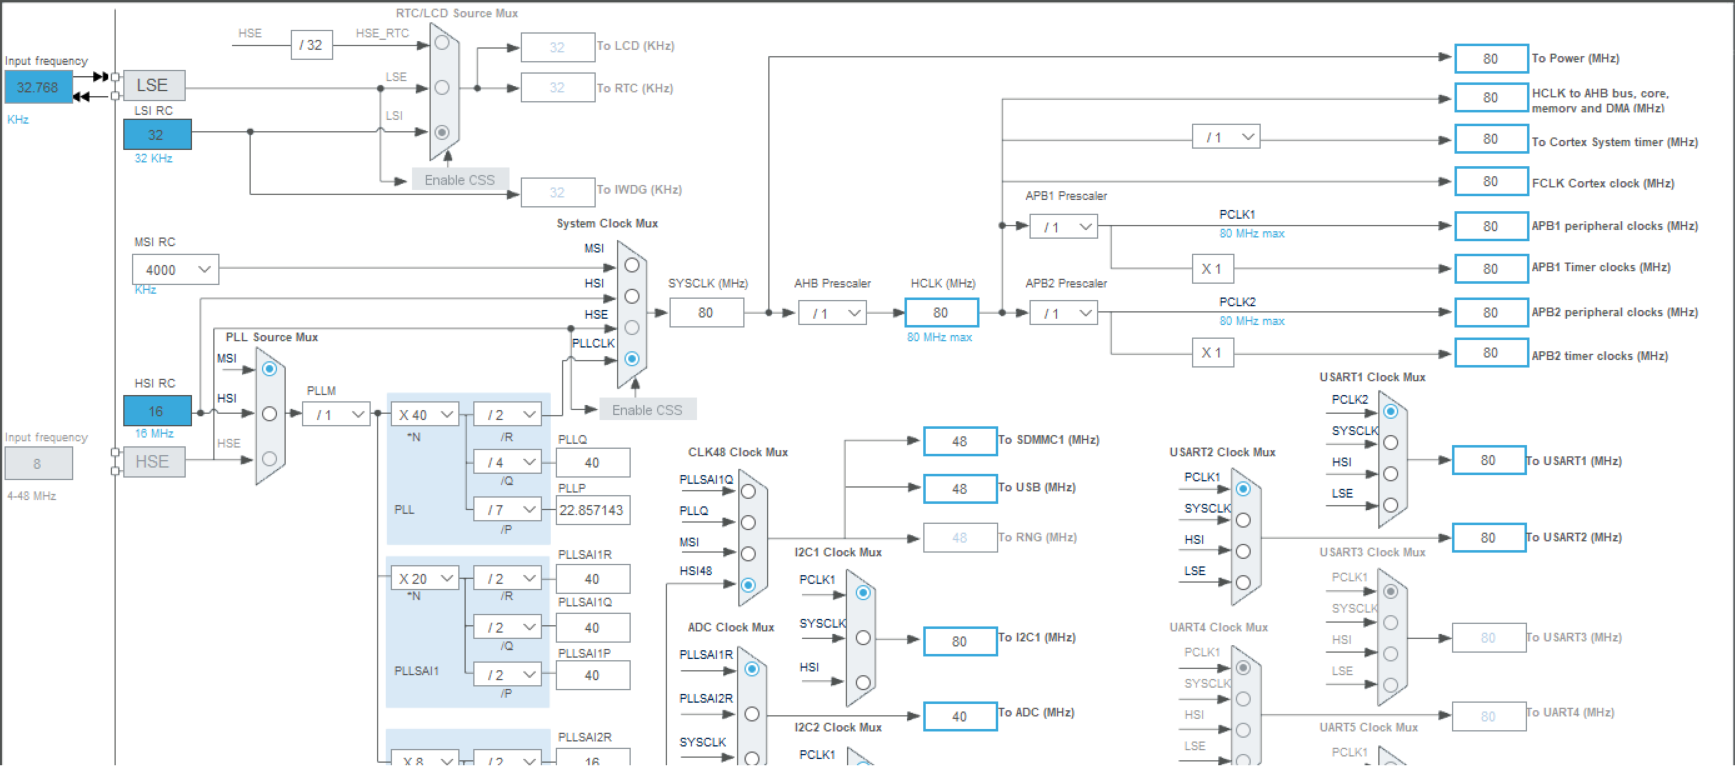 RTC/LCD Source Mux
HSE
/ 32
HSE_RTC
32
To LCD (KHz)
Input frequency
32.768
KHz
LSE
LSE
32
To RTC (KHz)
LSI RC
32
32 KHz
LSI
Enable CSS
32
To IWDG (KHz)
80
To Power (MHz)
80
HCLK to AHB bus, core,
memory and DMA (MHz)
/ 1
80
To Cortex System timer (MHz)
80
FCLK Cortex clock (MHz)
APB1 Prescaler
/ 1
PCLK1
80 MHz max
80
APB1 peripheral clocks (MHz)
X 1
80
APB1 Timer clocks (MHz)
System Clock Mux
MSI RC
4000
KHz
MSI
HSI
HSE
PLLCLK
SYSCLK (MHz)
80
AHB Prescaler
/ 1
HCLK (MHz)
80
80 MHz max
APB2 Prescaler
/ 1
PCLK2
80 MHz max
80
APB2 peripheral clocks (MHz)
X 1
80
APB2 timer clocks (MHz)
Enable CSS
PLL Source Mux
MSI
HSI RC
16
16 MHz
HSI
Input frequency
8
4-48 MHz
HSE
HSE
PLLM
/ 1
X 40
*N
/ 2
/R
PLLQ
/ 4
/Q
40
PLLP
/ 7
/P
22.857143
PLL
PLLSAI1R
X 20
*N
/ 2
/R
40
PLLSAI1Q
/ 2
/Q
40
PLLSAI1P
/ 2
/P
40
PLLSAI1
PLLSAI2R
X 8
/ 2
16
CLK48 Clock Mux
PLLSAI1Q
PLLQ
MSI
HSI48
48
To SDMMC1 (MHz)
48
To USB (MHz)
48
To RNG (MHz)
I2C1 Clock Mux
PCLK1
SYSCLK
HSI
80
To I2C1 (MHz)
ADC Clock Mux
PLLSAI1R
PLLSAI2R
SYSCLK
40
To ADC (MHz)
I2C2 Clock Mux
PCLK1
USART1 Clock Mux
PCLK2
SYSCLK
HSI
LSE
80
To USART1 (MHz)
USART2 Clock Mux
PCLK1
SYSCLK
HSI
LSE
80
To USART2 (MHz)
USART3 Clock Mux
PCLK1
SYSCLK
HSI
LSE
80
To USART3 (MHz)
UART4 Clock Mux
PCLK1
SYSCLK
HSI
LSE
80
To UART4 (MHz)
UART5 Clock Mux
PCLK1